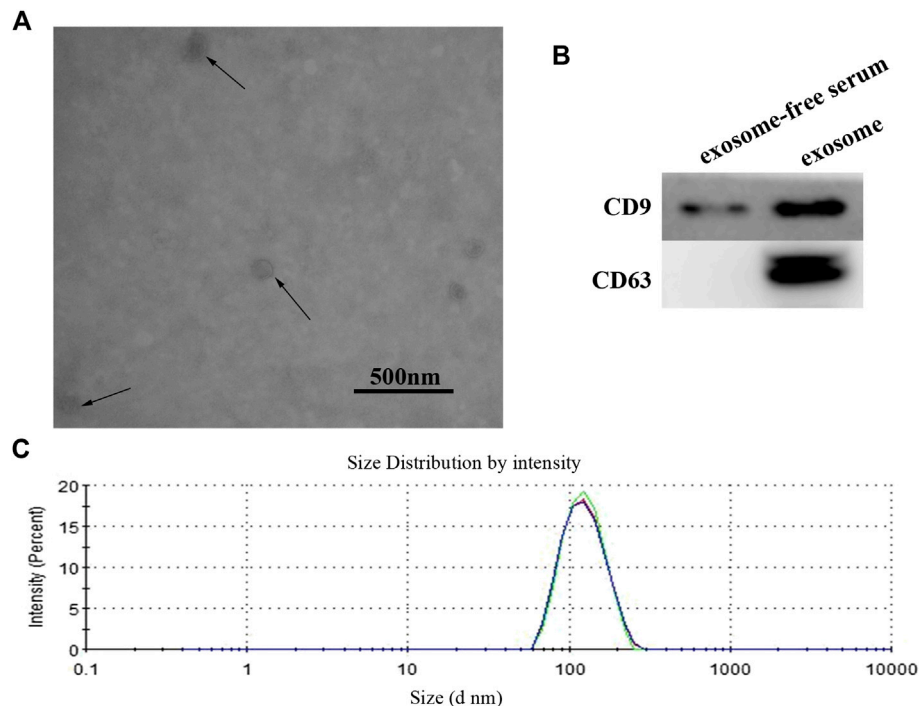 A
500nm
B
exosome-free serum
exosome
CD9
CD63
C
Size Distribution by intensity
Intensity (Percent)
20
15
10
5
0
0.1
1
10
100
1000
10000
Size (d nm)